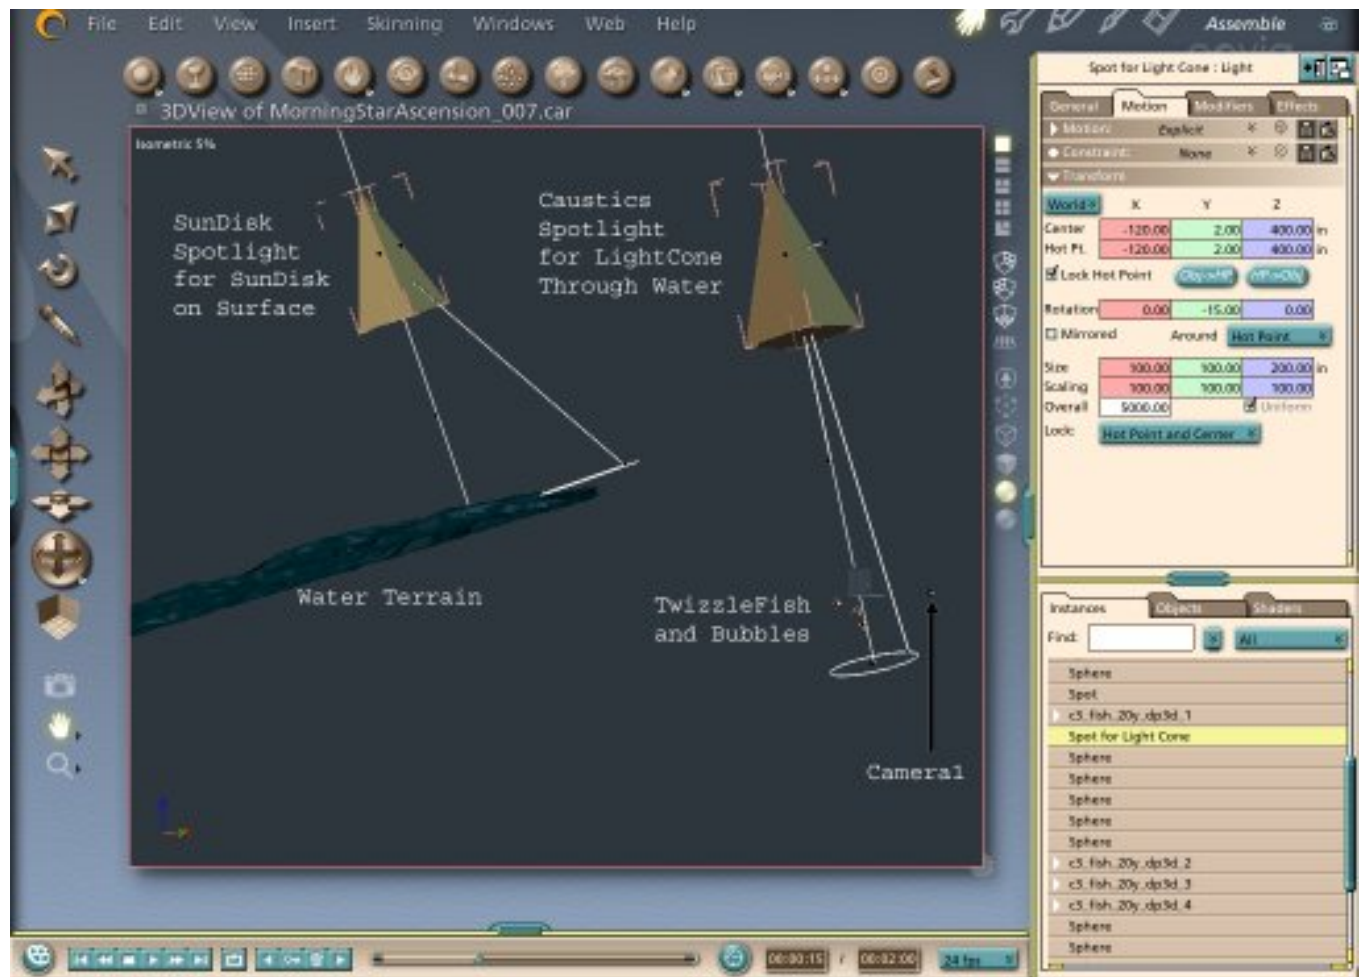 File Edit View Insert Skinning Windows Web Help
Assemble
3DView of MorningStarAscension_007.car
Isometric 5%
SunDisk
Spotlight
for SunDisk
on Surface
Caustics
Spotlight
for LightCone
Through Water
Water Terrain
TwizzleFish
and Bubbles
Camera1
Spot for Light Cone : Light
General Motion Modifiers Effects
Motion: Explicit
Constraint: None
Transform
World X Y Z
Center -120.00 2.00 400.00 in
Hot Pt. -120.00 2.00 400.00 in
Lock Hot Point Obj->HP HP->Obj
Rotation 0.00 -15.00 0.00
Mirrored Around Hot Point
Size 100.00 100.00 200.00 in
Scaling 100.00 100.00 100.00
Overall 5000.00 Uniform
Lock: Hot Point and Center
Instances Objects Shaders
Find: All
Sphere
Spot
c3_fish_20y_dp3d_1
Spot for Light Cone
Sphere
Sphere
Sphere
Sphere
Sphere
c3_fish_20y_dp3d_2
c3_fish_20y_dp3d_3
c3_fish_20y_dp3d_4
Sphere
Sphere
00:00:15 / 00:02:00 24 fps